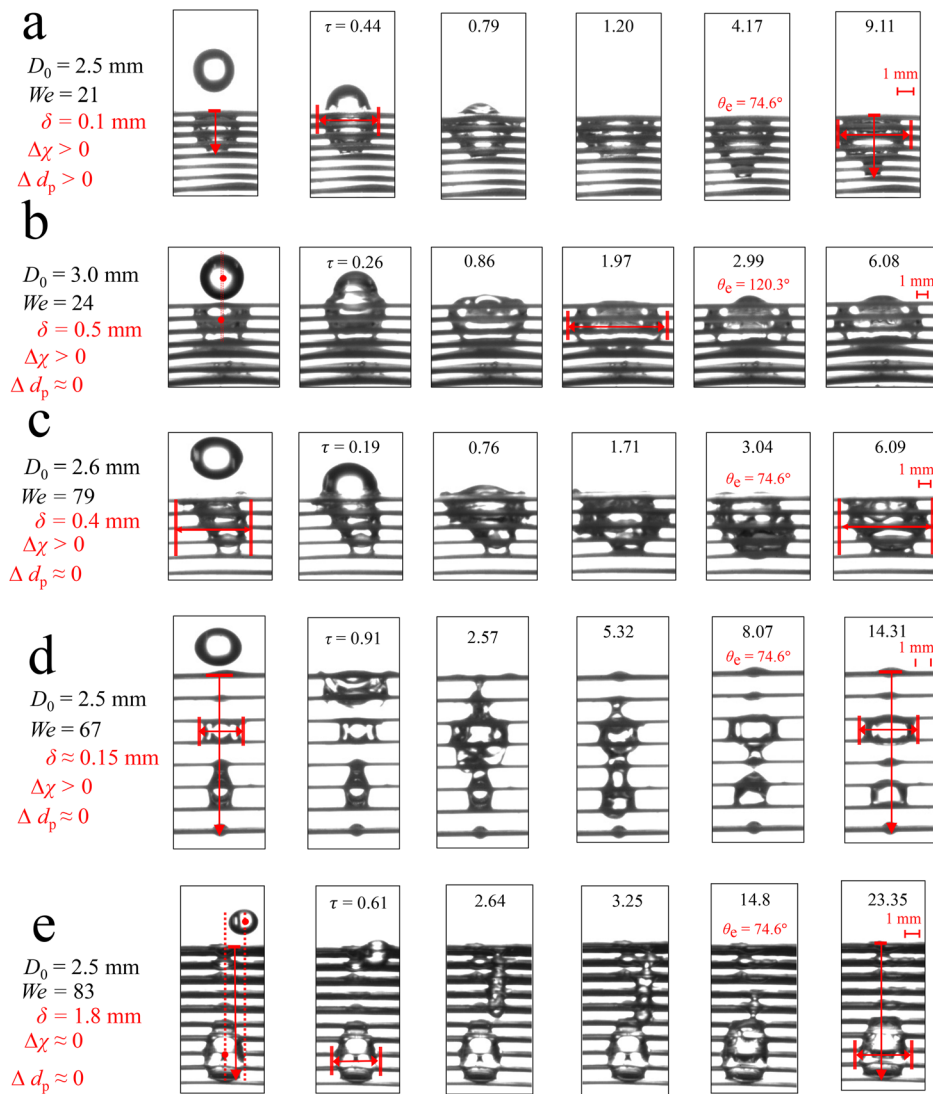 a
D₀ = 2.5 mm
We = 21
δ = 0.1 mm
Δχ > 0
Δ dₚ > 0
τ = 0.44
0.79
1.20
4.17
θₑ = 74.6°
9.11
1 mm
b
D₀ = 3.0 mm
We = 24
δ = 0.5 mm
Δχ > 0
Δ dₚ ≈ 0
τ = 0.26
0.86
1.97
2.99
θₑ = 120.3°
6.08
1 mm
c
D₀ = 2.6 mm
We = 79
δ = 0.4 mm
Δχ > 0
Δ dₚ ≈ 0
τ = 0.19
0.76
1.71
3.04
θₑ = 74.6°
6.09
1 mm
d
D₀ = 2.5 mm
We = 67
δ ≈ 0.15 mm
Δχ > 0
Δ dₚ ≈ 0
τ = 0.91
2.57
5.32
8.07
θₑ = 74.6°
14.31
1 mm
e
D₀ = 2.5 mm
We = 83
δ = 1.8 mm
Δχ ≈ 0
Δ dₚ ≈ 0
τ = 0.61
2.64
3.25
14.8
θₑ = 74.6°
23.35
1 mm